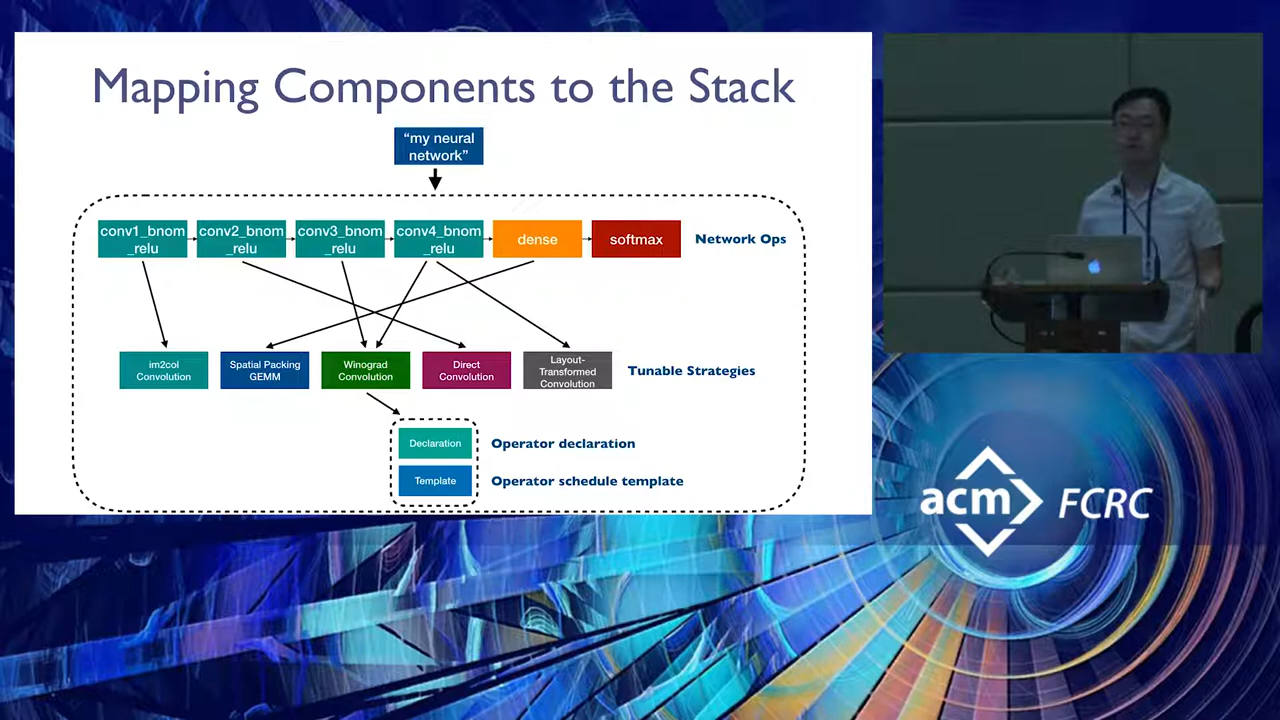 Mapping Components to the Stack
“my neural
network”
conv1_bnom
_relu
conv2_bnom
_relu
conv3_bnom
_relu
conv4_bnom
_relu
dense
softmax
Network Ops
im2col
Convolution
Spatial Packing
GEMM
Winograd
Convolution
Direct
Convolution
Layout-
Transformed
Convolution
Tunable Strategies
Declaration
Operator declaration
Template
Operator schedule template
acm FCRC